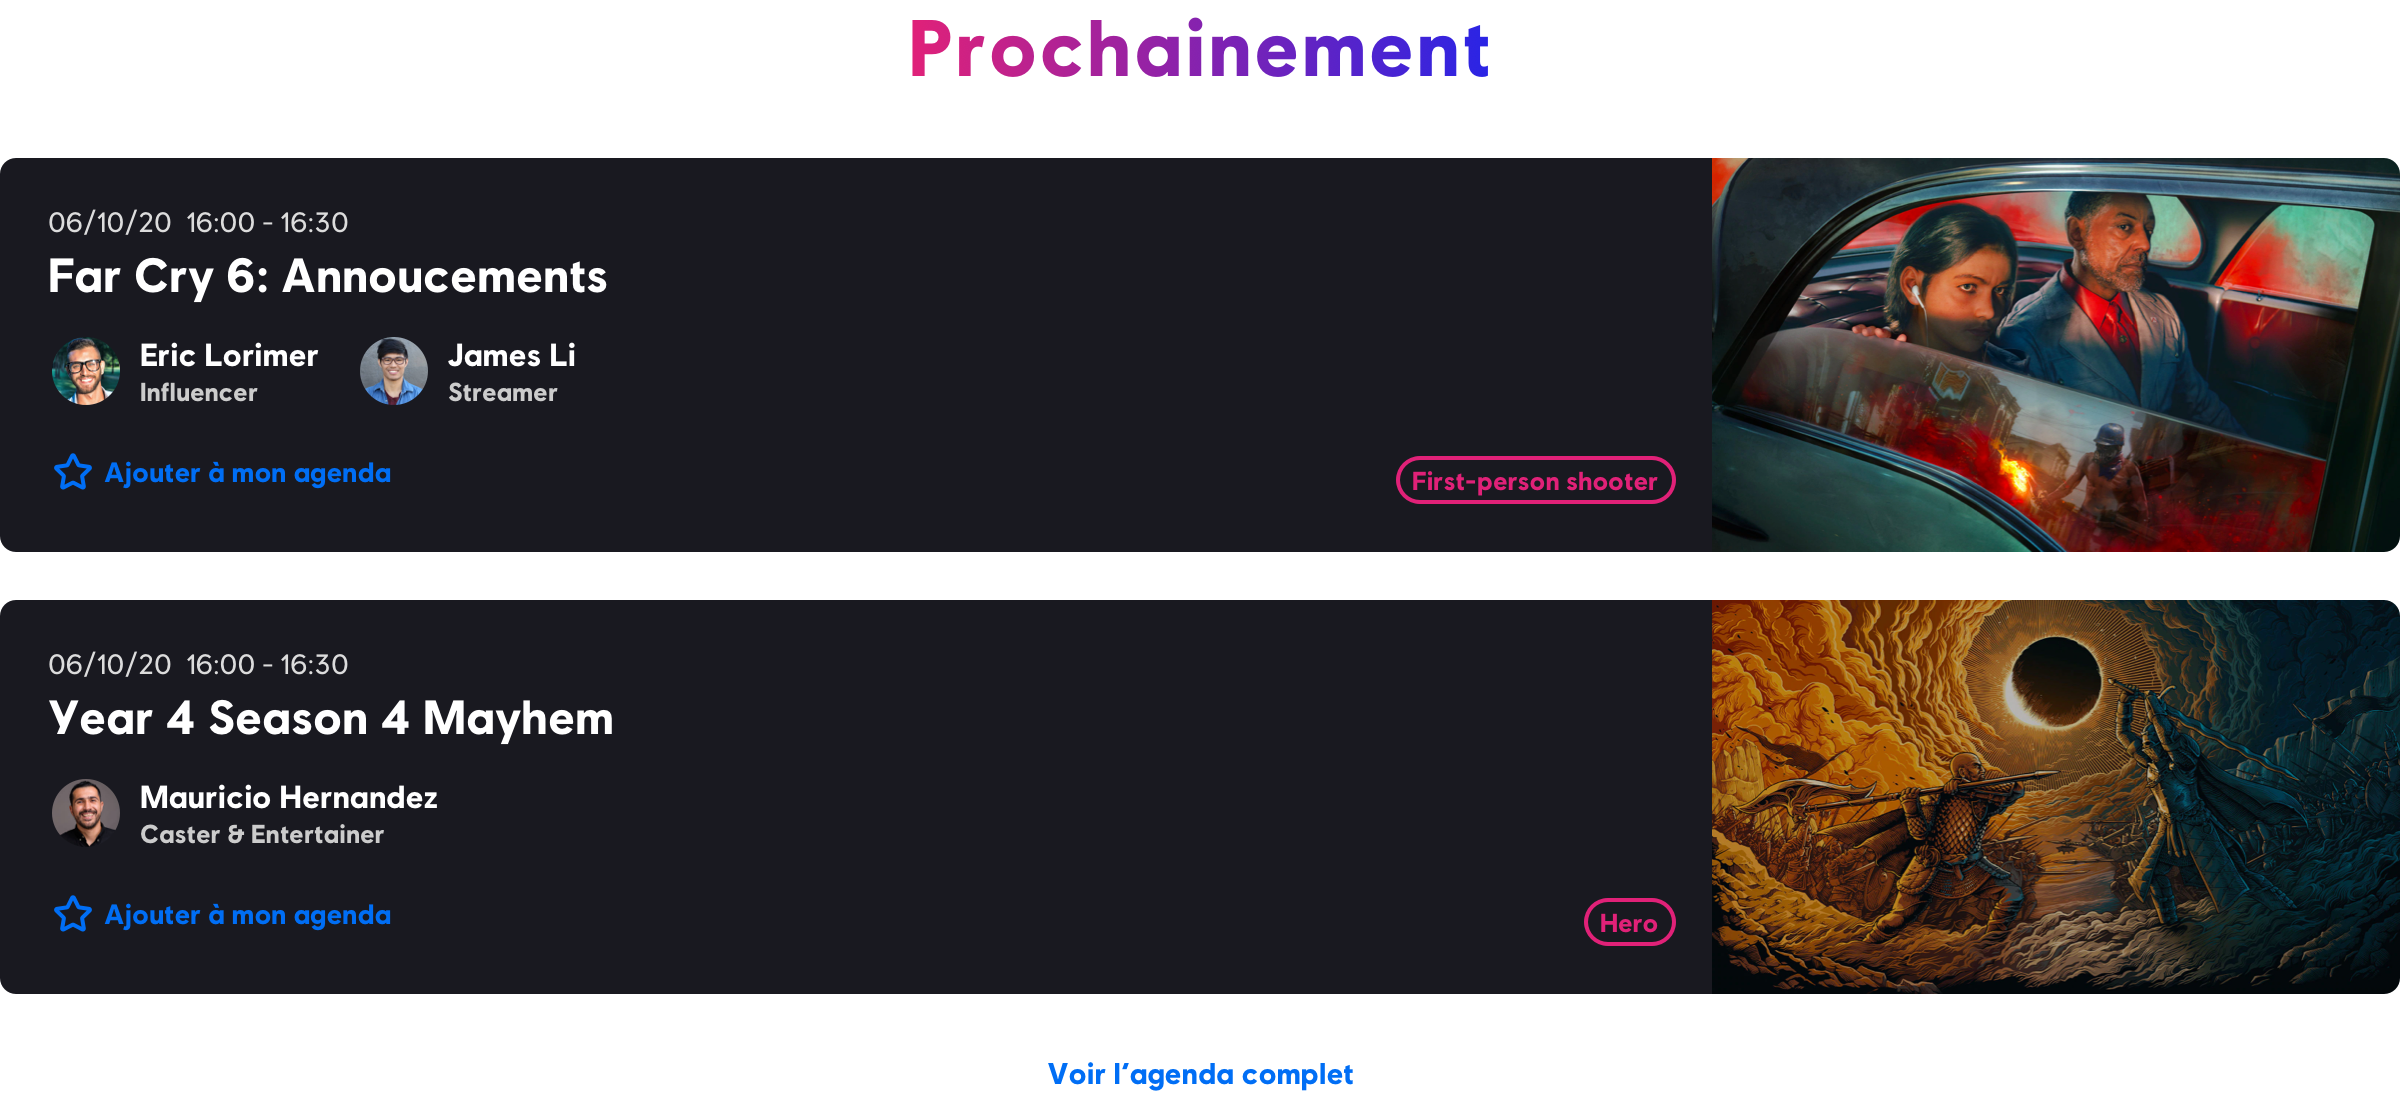 Prochainement
06/10/20 16:00 - 16:30
Far Cry 6: Annoucements
Eric Lorimer
Influencer
James Li
Streamer
Ajouter à mon agenda
First-person shooter
06/10/20 16:00 - 16:30
Year 4 Season 4 Mayhem
Mauricio Hernandez
Caster & Entertainer
Ajouter à mon agenda
Hero
Voir l’agenda complet